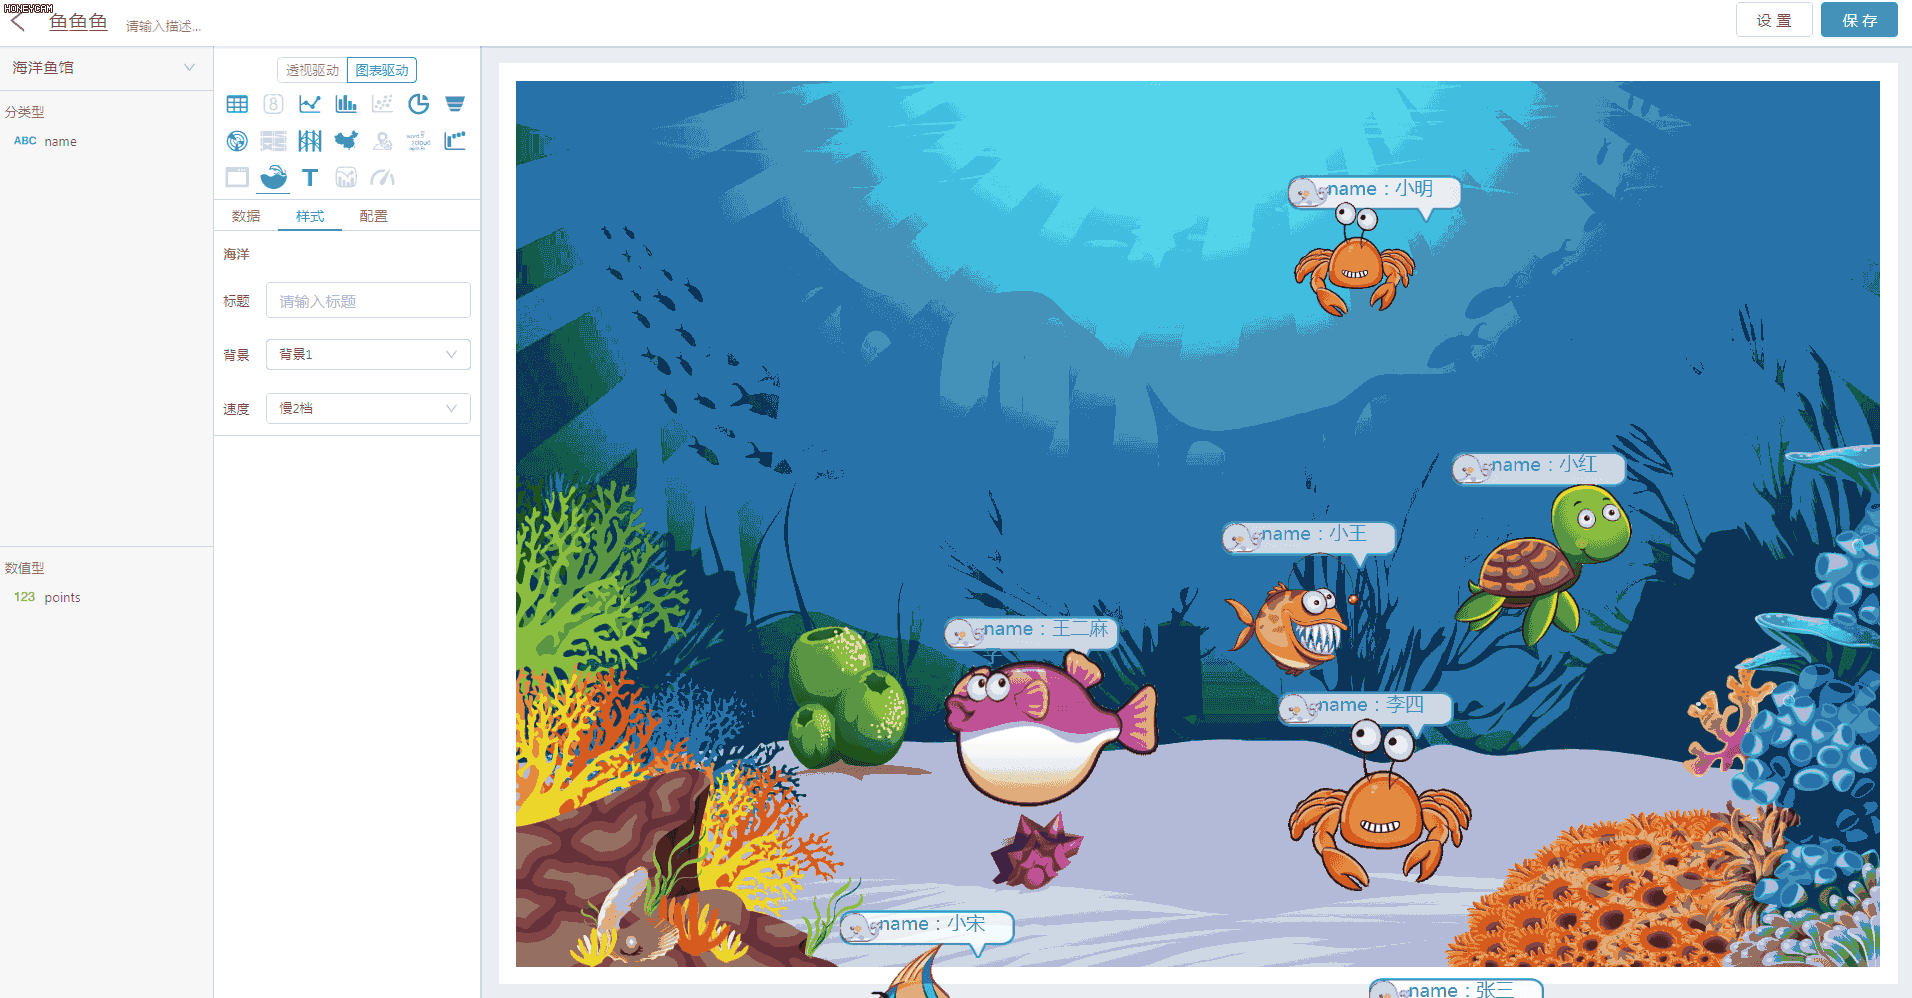 HONEYCAM
鱼鱼鱼
请输入描述...
设 置
保 存
海洋鱼馆
分类型
ABC name
数值型
123 points
透视驱动
图表驱动
8
word
cloud
T
数据
样式
配置
海洋
标题
请输入标题
背景
背景1
速度
慢2档
name：小明
name：小红
name：小王
name：王二麻
子
name：李四
name：小宋
name：张三